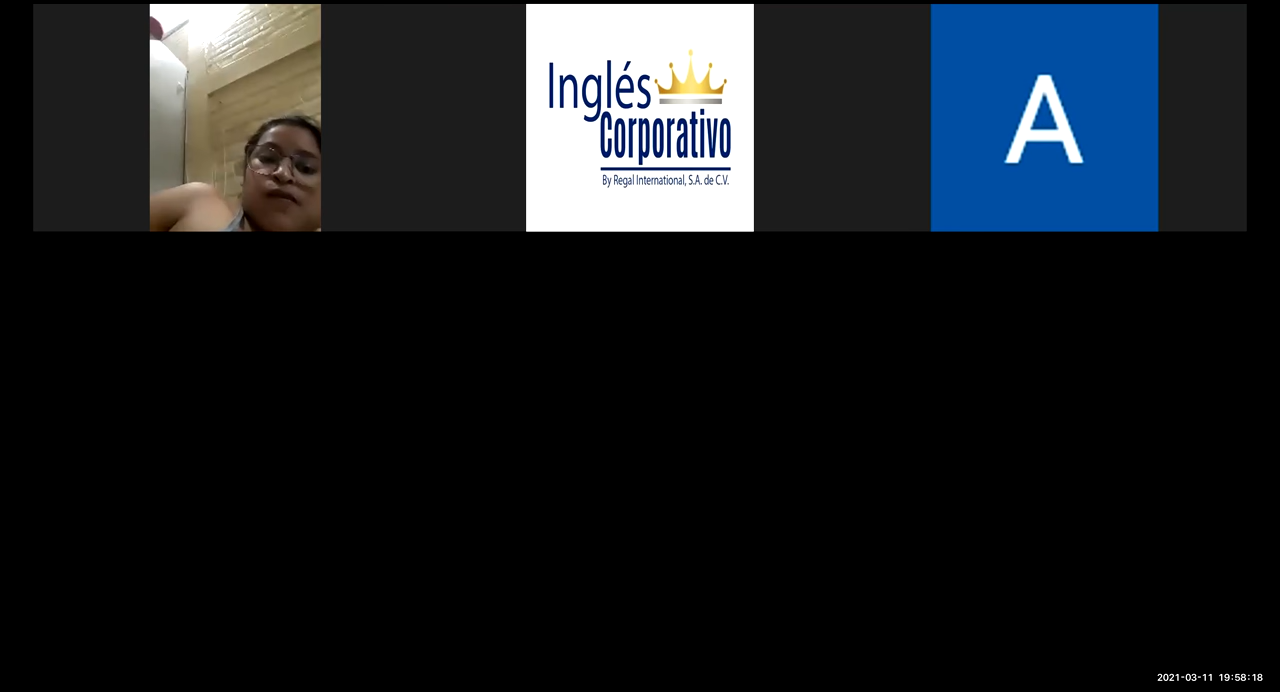 Inglés
Corporativo
By Regal International, S.A. de C.V.
A
2021-03-11 19:58:18